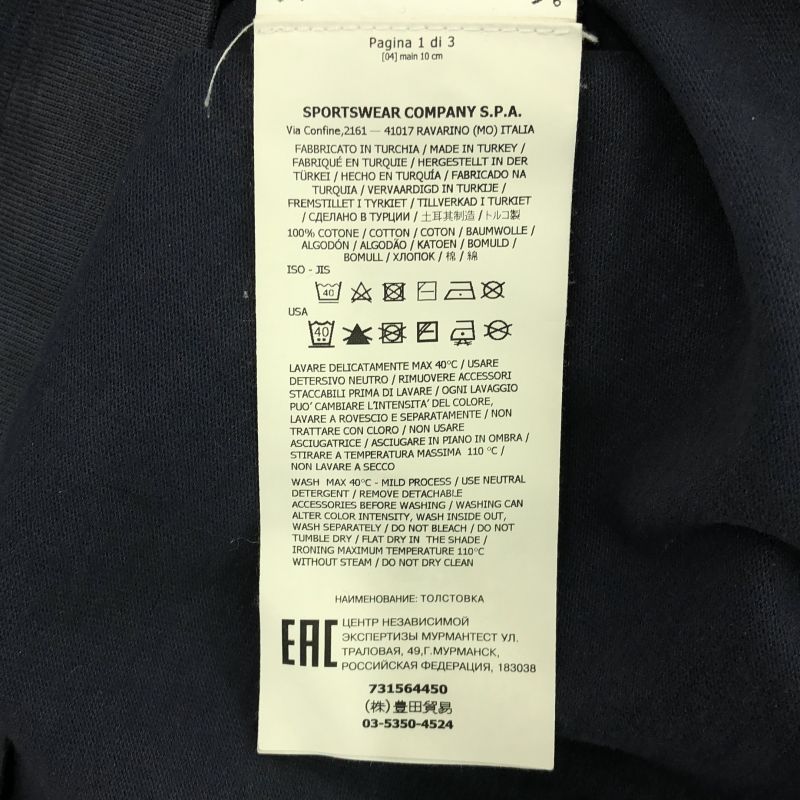 Pagina 1 di 3
[04] main 10 cm
SPORTSWEAR COMPANY S.P.A.
Via Confine,2161 — 41017 RAVARINO (MO) ITALIA
FABBRICATO IN TURCHIA / MADE IN TURKEY /
FABRIQUÉ EN TURQUIE / HERGESTELLT IN DER
TÜRKEI / HECHO EN TURQUÍA / FABRICADO NA
TURQUIA / VERVAARDIGD IN TURKIJE /
FREMSTILLET I TYRKIET / TILLVERKAD I TURKIET
/ СДЕЛАНО В ТУРЦИИ / 土耳其制造 / トルコ製
100% COTONE / COTTON / COTON / BAUMWOLLE /
ALGODÓN / ALGODÃO / KATOEN / BOMULD /
BOMULL / ХЛОПОК / 棉 / 綿
ISO - JIS
40
USA
40
LAVARE DELICATAMENTE MAX 40°C / USARE
DETERSIVO NEUTRO / RIMUOVERE ACCESSORI
STACCABILI PRIMA DI LAVARE / OGNI LAVAGGIO
PUO' CAMBIARE L'INTENSITA' DEL COLORE,
LAVARE A ROVESCIO E SEPARATAMENTE / NON
TRATTARE CON CLORO / NON USARE
ASCIUGATRICE / ASCIUGARE IN PIANO IN OMBRA /
STIRARE A TEMPERATURA MASSIMA 110 °C /
NON LAVARE A SECCO
WASH MAX 40°C - MILD PROCESS / USE NEUTRAL
DETERGENT / REMOVE DETACHABLE
ACCESSORIES BEFORE WASHING / WASHING CAN
ALTER COLOR INTENSITY, WASH INSIDE OUT,
WASH SEPARATELY / DO NOT BLEACH / DO NOT
TUMBLE DRY / FLAT DRY IN THE SHADE /
IRONING MAXIMUM TEMPERATURE 110°C
WITHOUT STEAM / DO NOT DRY CLEAN
НАИМЕНОВАНИЕ: ТОЛСТОВКА
EAC
ЦЕНТР НЕЗАВИСИМОЙ
ЭКСПЕРТИЗЫ МУРМАНТЕСТ УЛ.
ТРАЛОВАЯ, 49,Г.МУРМАНСК,
РОССИЙСКАЯ ФЕДЕРАЦИЯ, 183038
731564450
(株)豊田貿易
03-5350-4524